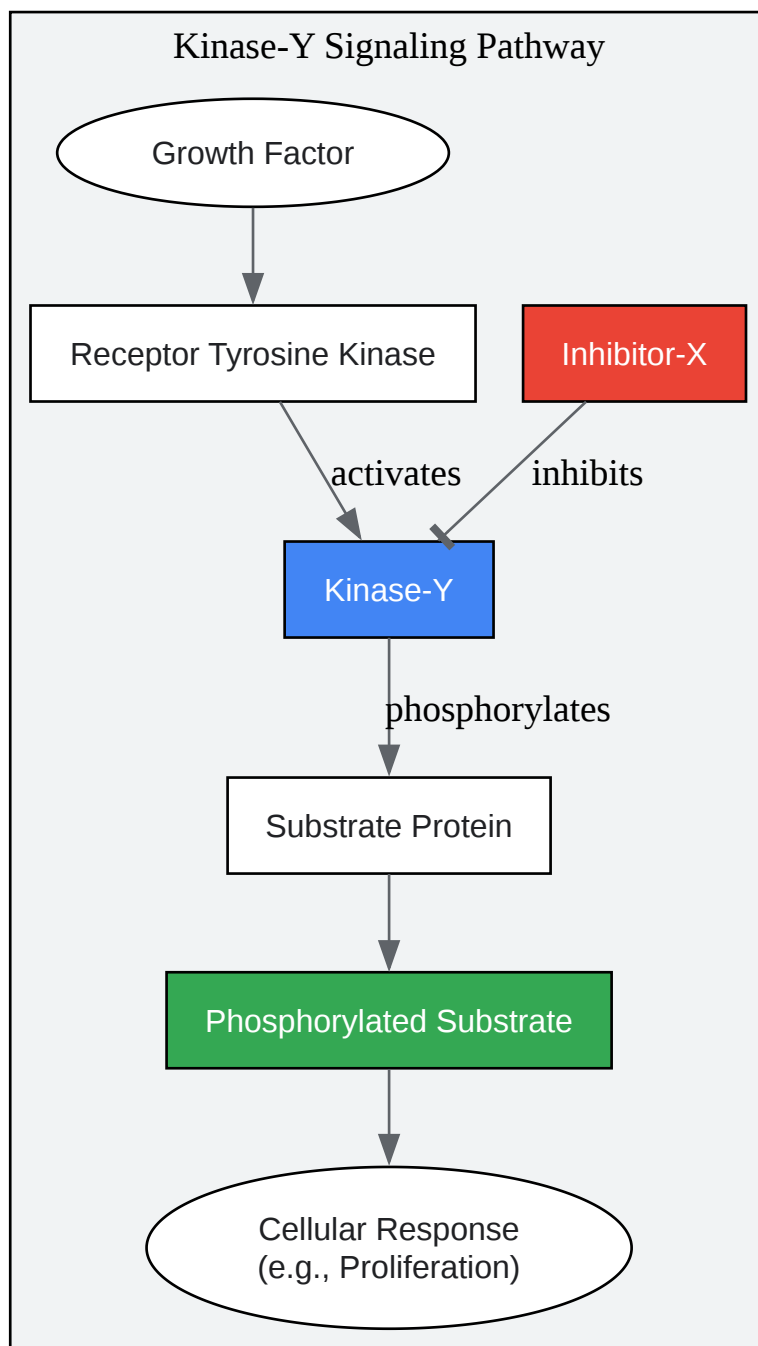 Kinase-Y Signaling Pathway
Growth Factor
Receptor Tyrosine Kinase
Inhibitor-X
activates
inhibits
Kinase-Y
phosphorylates
Substrate Protein
Phosphorylated Substrate
Cellular Response
(e.g., Proliferation)